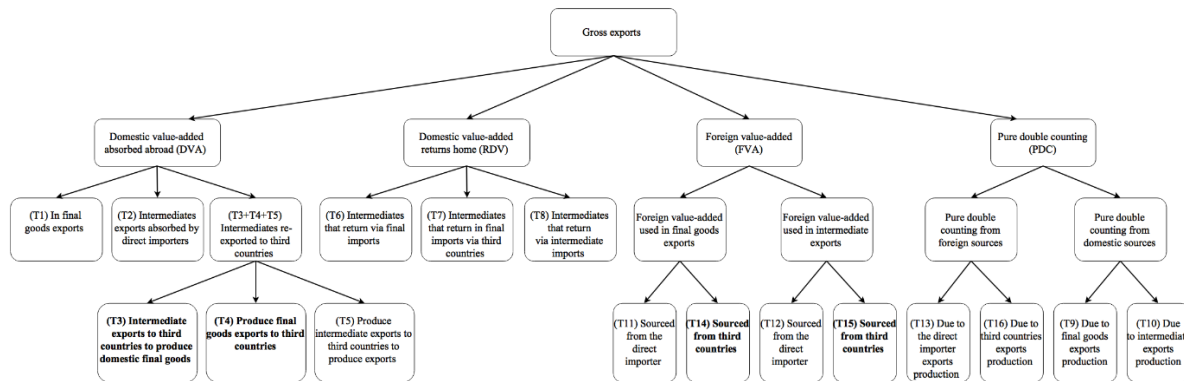 Gross exports
Domestic value-added
absorbed abroad (DVA)
Domestic value-added
returns home (RDV)
Foreign value-added
(FVA)
Pure double counting
(PDC)
(T1) In final
goods exports
(T2) Intermediates
exports absorbed by
direct importers
(T3+T4+T5)
Intermediates re-
exported to third
countries
(T6) Intermediates
that return via final
imports
(T7) Intermediates
that return in final
imports via third
countries
(T8) Intermediates
that return
via intermediate
imports
Foreign value-added
used in final goods
exports
Foreign value-added
used in intermediate
exports
Pure double
counting from
foreign sources
Pure double
counting from
domestic sources
(T3) Intermediate
exports to third
countries to produce
domestic final goods
(T4) Produce final
goods exports to third
countries
(T5) Produce
intermediate exports to
third countries to
produce exports
(T11) Sourced
from the direct
importer
(T14) Sourced
from third
countries
(T12) Sourced
from the direct
importer
(T15) Sourced
from third
countries
(T13) Due to
the direct
importer
exports
production
(T16) Due to
third countries
exports
production
(T9) Due to
final goods
exports
production
(T10) Due
to intermediate
exports
production